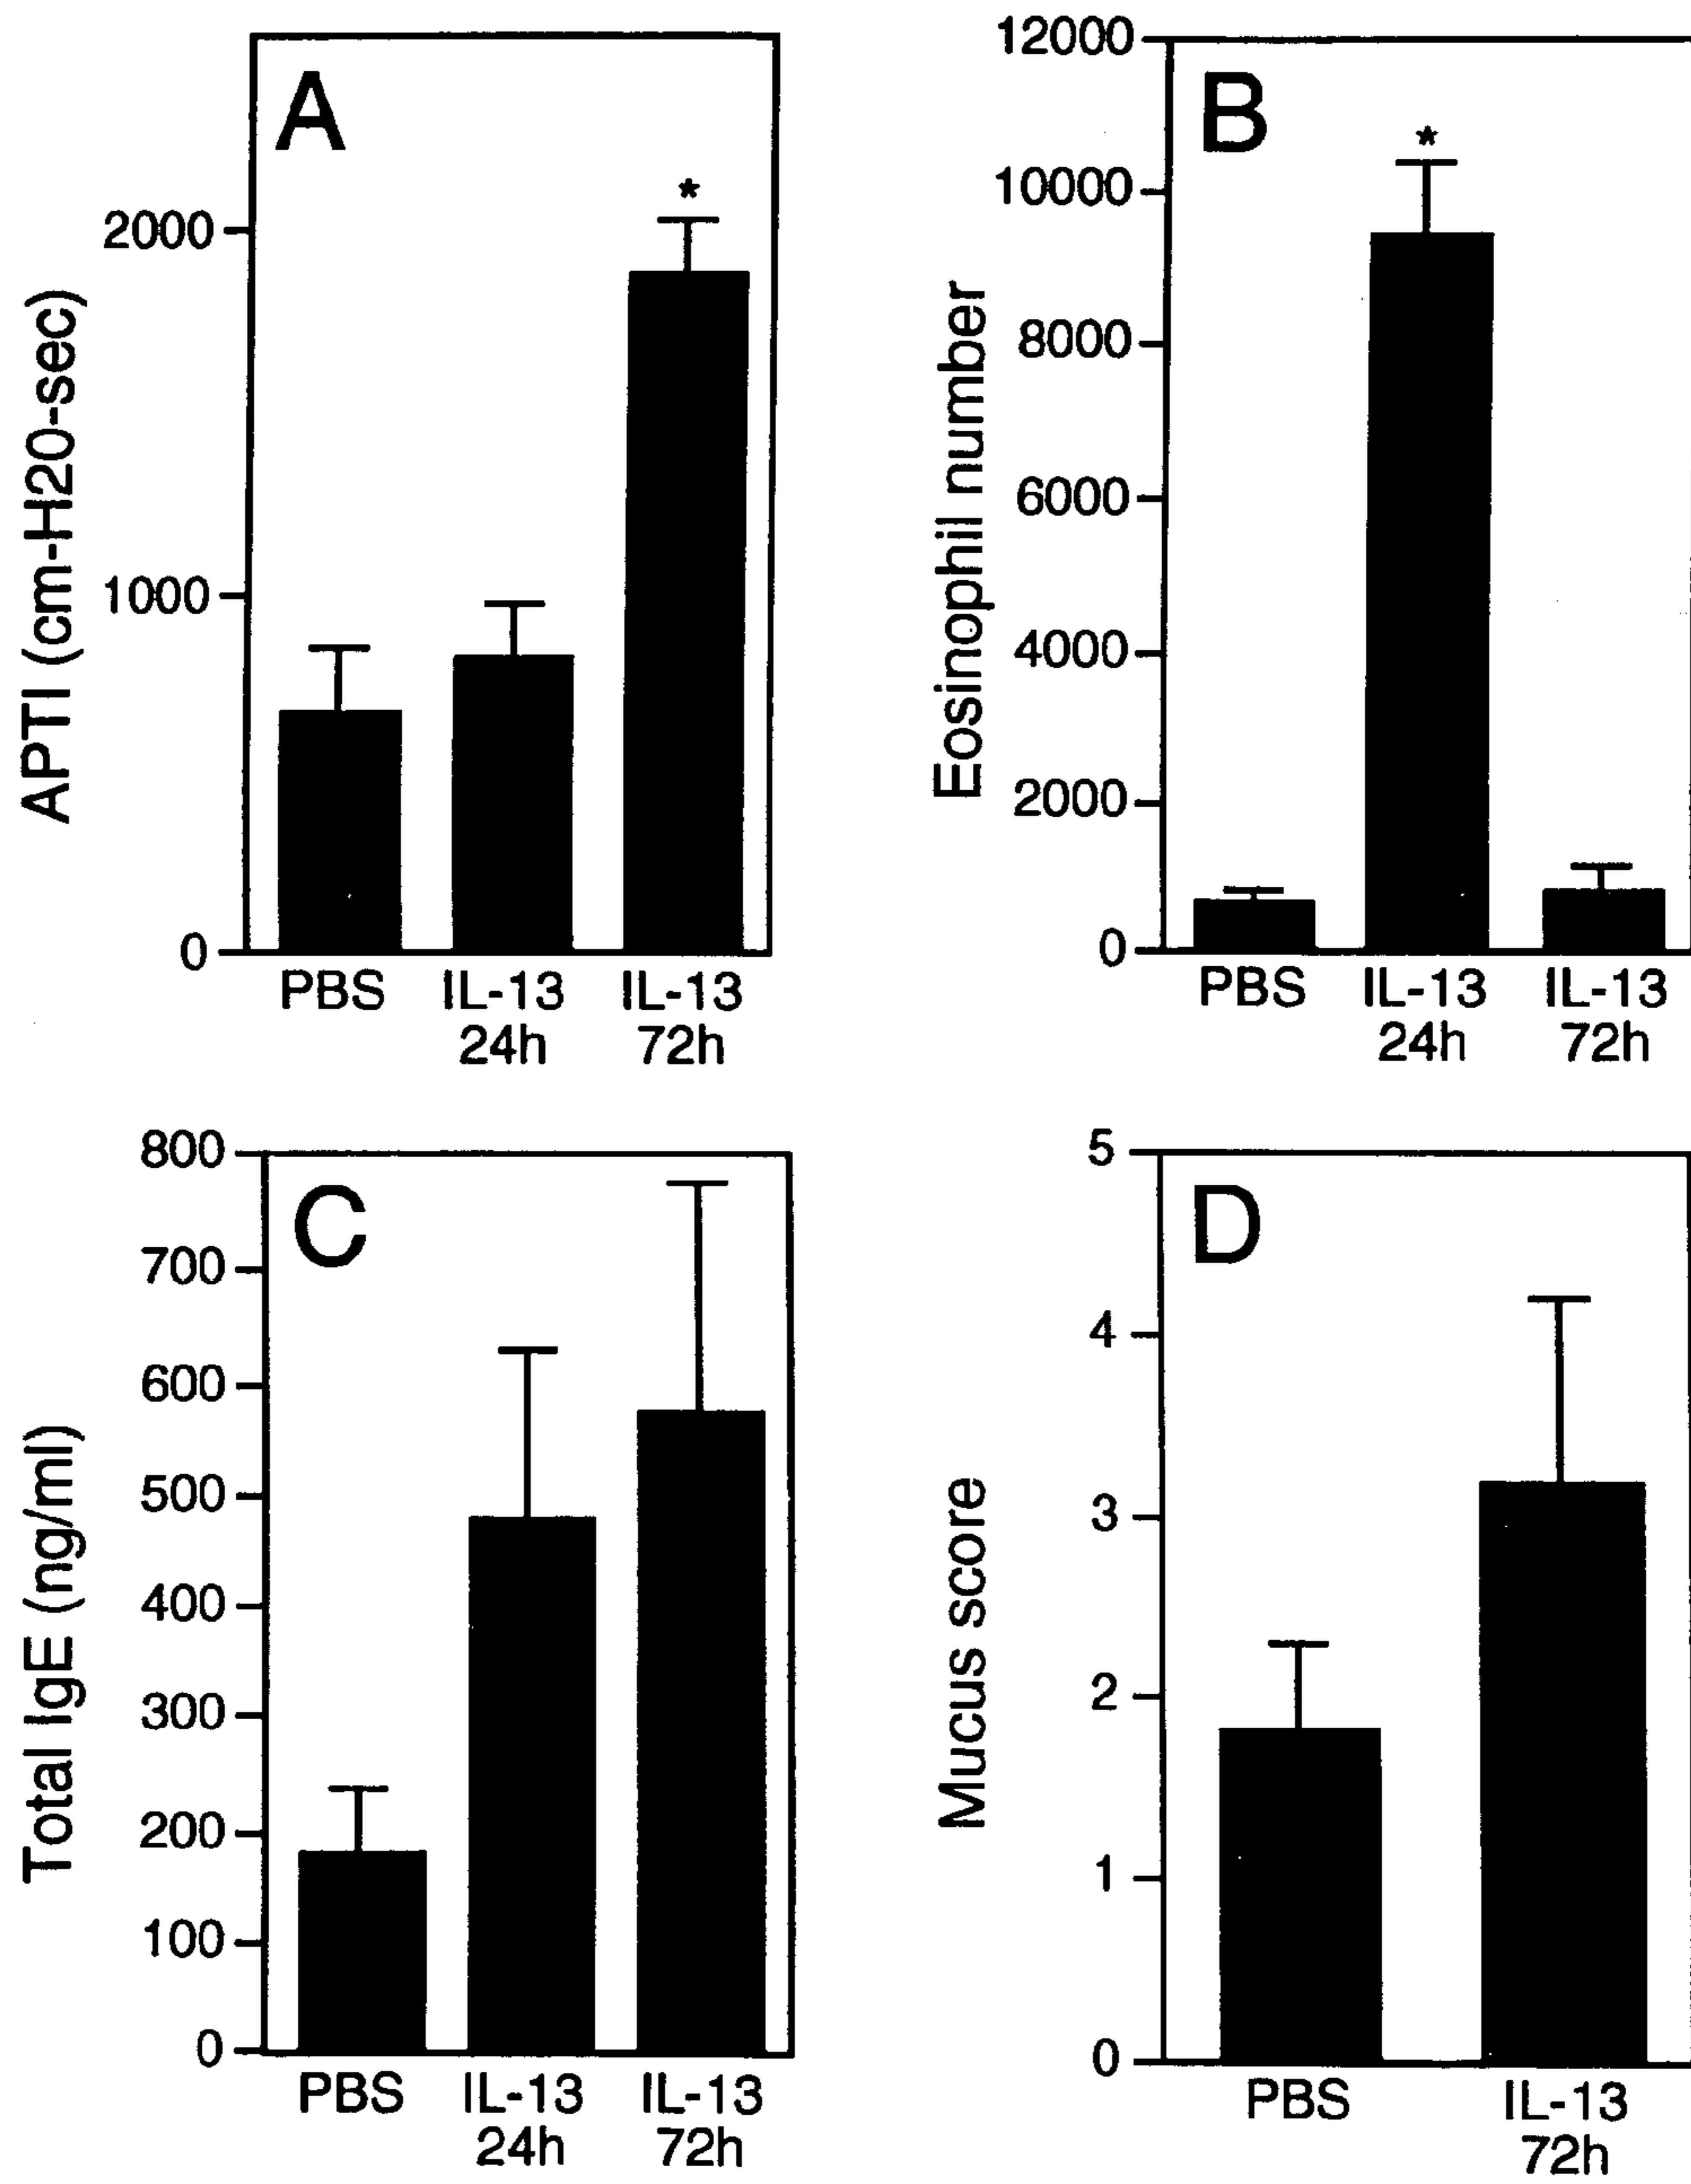 A
*
2000
1000
0
APTI (cm-H20-sec)
PBS
IL-13
24h
IL-13
72h
B
*
12000
10000
8000
6000
4000
2000
0
Eosinophil number
PBS
IL-13
24h
IL-13
72h
C
800
700
600
500
400
300
200
100
0
Total IgE (ng/ml)
PBS
IL-13
24h
IL-13
72h
D
5
4
3
2
1
0
Mucus score
PBS
IL-13
72h